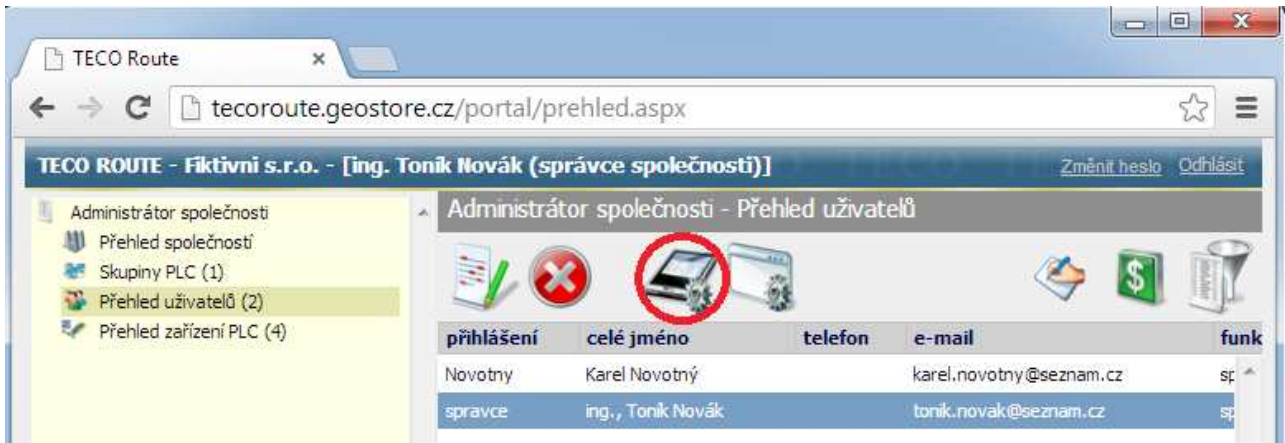 TECO Route
tecoroute.geostore.cz/portal/prehled.aspx
TECO ROUTE - Fiktivni s.r.o. - [ing. Toník Novák (správce společnosti)]
Změnit heslo Odhlásit
Administrátor společnosti
Přehled společností
Skupiny PLC (1)
Přehled uživatelů (2)
Přehled zařízení PLC (4)
Administrátor společnosti - Přehled uživatelů
přihlášení celé jméno telefon e-mail funk
Novotny Karel Novotný karel.novotny@seznam.cz sp
spravce ing., Toník Novák tonik.novak@seznam.cz sp